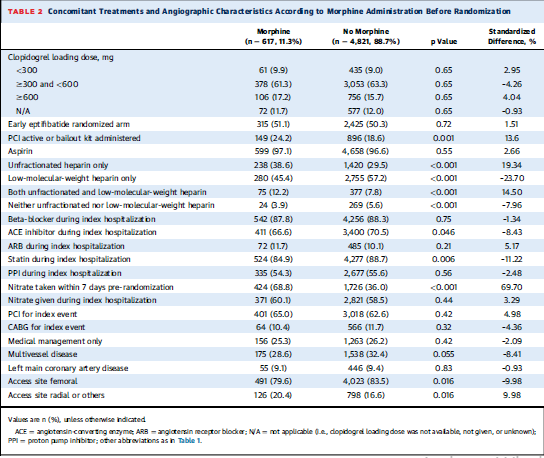 TABLE 2 Concomitant Treatments and Angiographic Characteristics According to Morphine Administration Before Randomization
Morphine (n = 617, 11.3%) No Morphine (n = 4,821, 88.7%) p Value Standardized Difference, %
Clopidogrel loading dose, mg
<300 61 (9.9) 435 (9.0) 0.65 2.95
≥300 and <600 378 (61.3) 3,053 (63.3) 0.65 -4.26
≥600 106 (17.2) 756 (15.7) 0.65 4.04
N/A 72 (11.7) 577 (12.0) 0.65 -0.93
Early eptifibatide randomized arm 315 (51.1) 2,425 (50.3) 0.72 1.51
PCI active or bailout kit administered 149 (24.2) 896 (18.6) 0.001 13.6
Aspirin 599 (97.1) 4,658 (96.6) 0.55 2.66
Unfractionated heparin only 238 (38.6) 1,420 (29.5) <0.001 19.34
Low-molecular-weight heparin only 280 (45.4) 2,755 (57.2) <0.001 -23.70
Both unfractionated and low-molecular-weight heparin 75 (12.2) 377 (7.8) <0.001 14.50
Neither unfractionated nor low-molecular-weight heparin 24 (3.9) 269 (5.6) <0.001 -7.96
Beta-blocker during index hospitalization 542 (87.8) 4,256 (88.3) 0.75 -1.34
ACE inhibitor during index hospitalization 411 (66.6) 3,400 (70.5) 0.046 -8.43
ARB during index hospitalization 72 (11.7) 485 (10.1) 0.21 5.17
Statin during index hospitalization 524 (84.9) 4,277 (88.7) 0.006 -11.22
PPI during index hospitalization 335 (54.3) 2,677 (55.6) 0.56 -2.48
Nitrate taken within 7 days pre-randomization 424 (68.8) 1,726 (36.0) <0.001 69.70
Nitrate given during index hospitalization 371 (60.1) 2,821 (58.5) 0.44 3.29
PCI for index event 401 (65.0) 3,018 (62.6) 0.42 4.98
CABG for index event 64 (10.4) 566 (11.7) 0.32 -4.36
Medical management only 156 (25.3) 1,263 (26.2) 0.42 -2.09
Multivessel disease 175 (28.6) 1,538 (32.4) 0.055 -8.41
Left main coronary artery disease 55 (9.1) 446 (9.4) 0.83 -0.93
Access site femoral 491 (79.6) 4,023 (83.5) 0.016 -9.98
Access site radial or others 126 (20.4) 798 (16.6) 0.016 9.98
Values are n (%), unless otherwise indicated.
ACE = angiotensin-converting enzyme; ARB = angiotensin receptor blocker; N/A = not applicable (i.e., clopidogrel loading dose was not available, not given, or unknown);
PPI = proton pump inhibitor; other abbreviations as in Table 1.